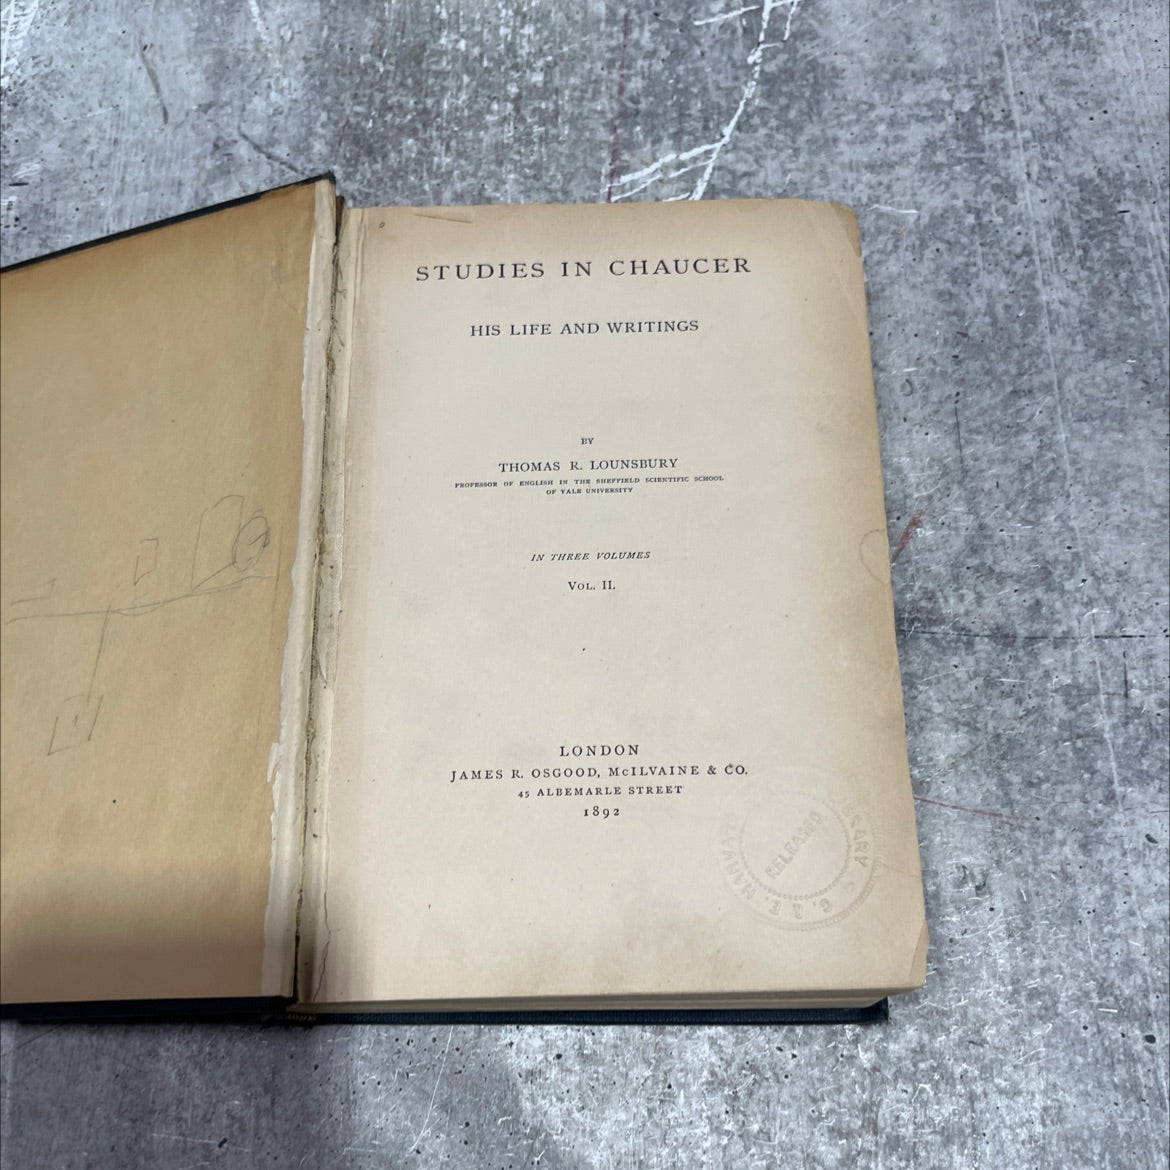 STUDIES IN CHAUCER
HIS LIFE AND WRITINGS
BY
THOMAS R. LOUNSBURY
PROFESSOR OF ENGLISH IN THE SHEFFIELD SCIENTIFIC SCHOOL
OF YALE UNIVERSITY
IN THREE VOLUMES
VOL. II.
LONDON
JAMES R. OSGOOD, McILVAINE & CO.
45 ALBEMARLE STREET
1892
RELEASED